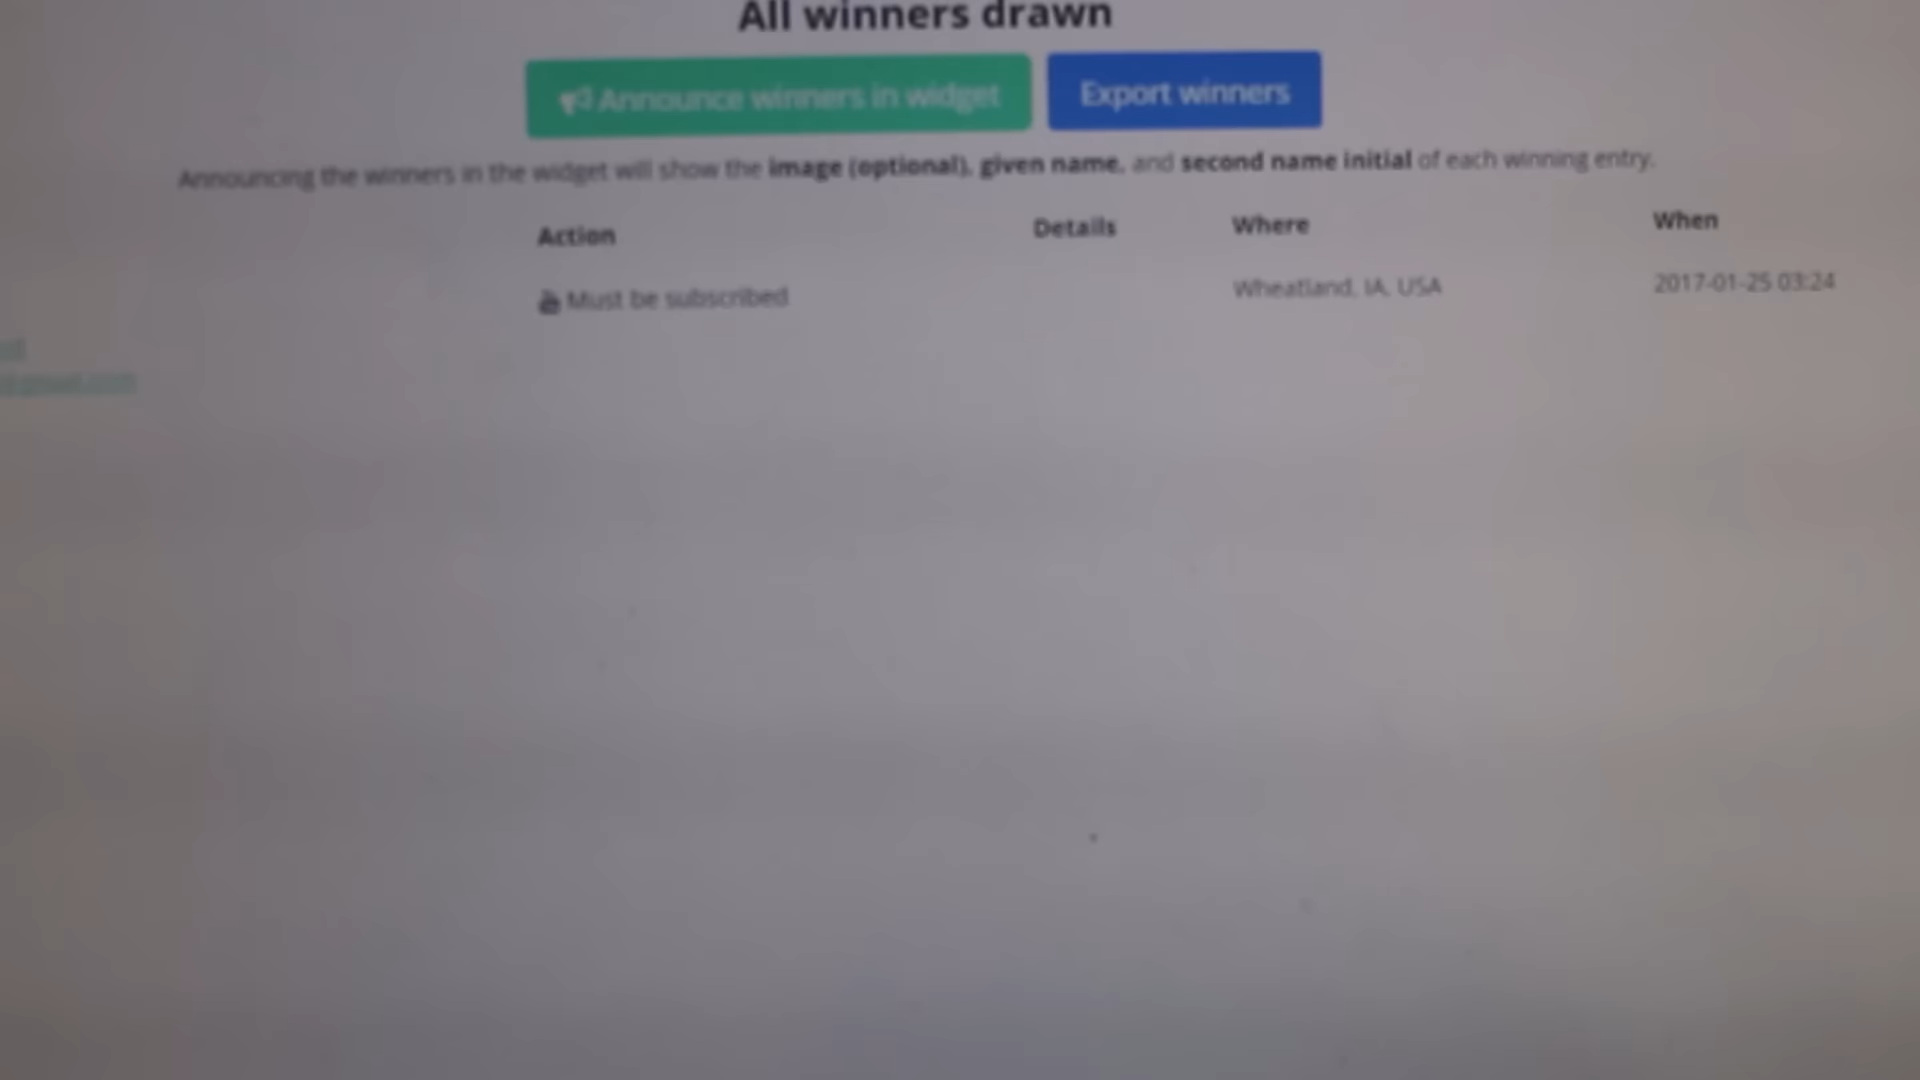 All winners drawn
Announce winners in widget
Export winners
Announcing the winners in the widget will show the image (optional), given name, and second name initial of each winning entry.
Action Details Where When
Must be subscribed Wheatland, IA, USA 2017-01-25 03:24